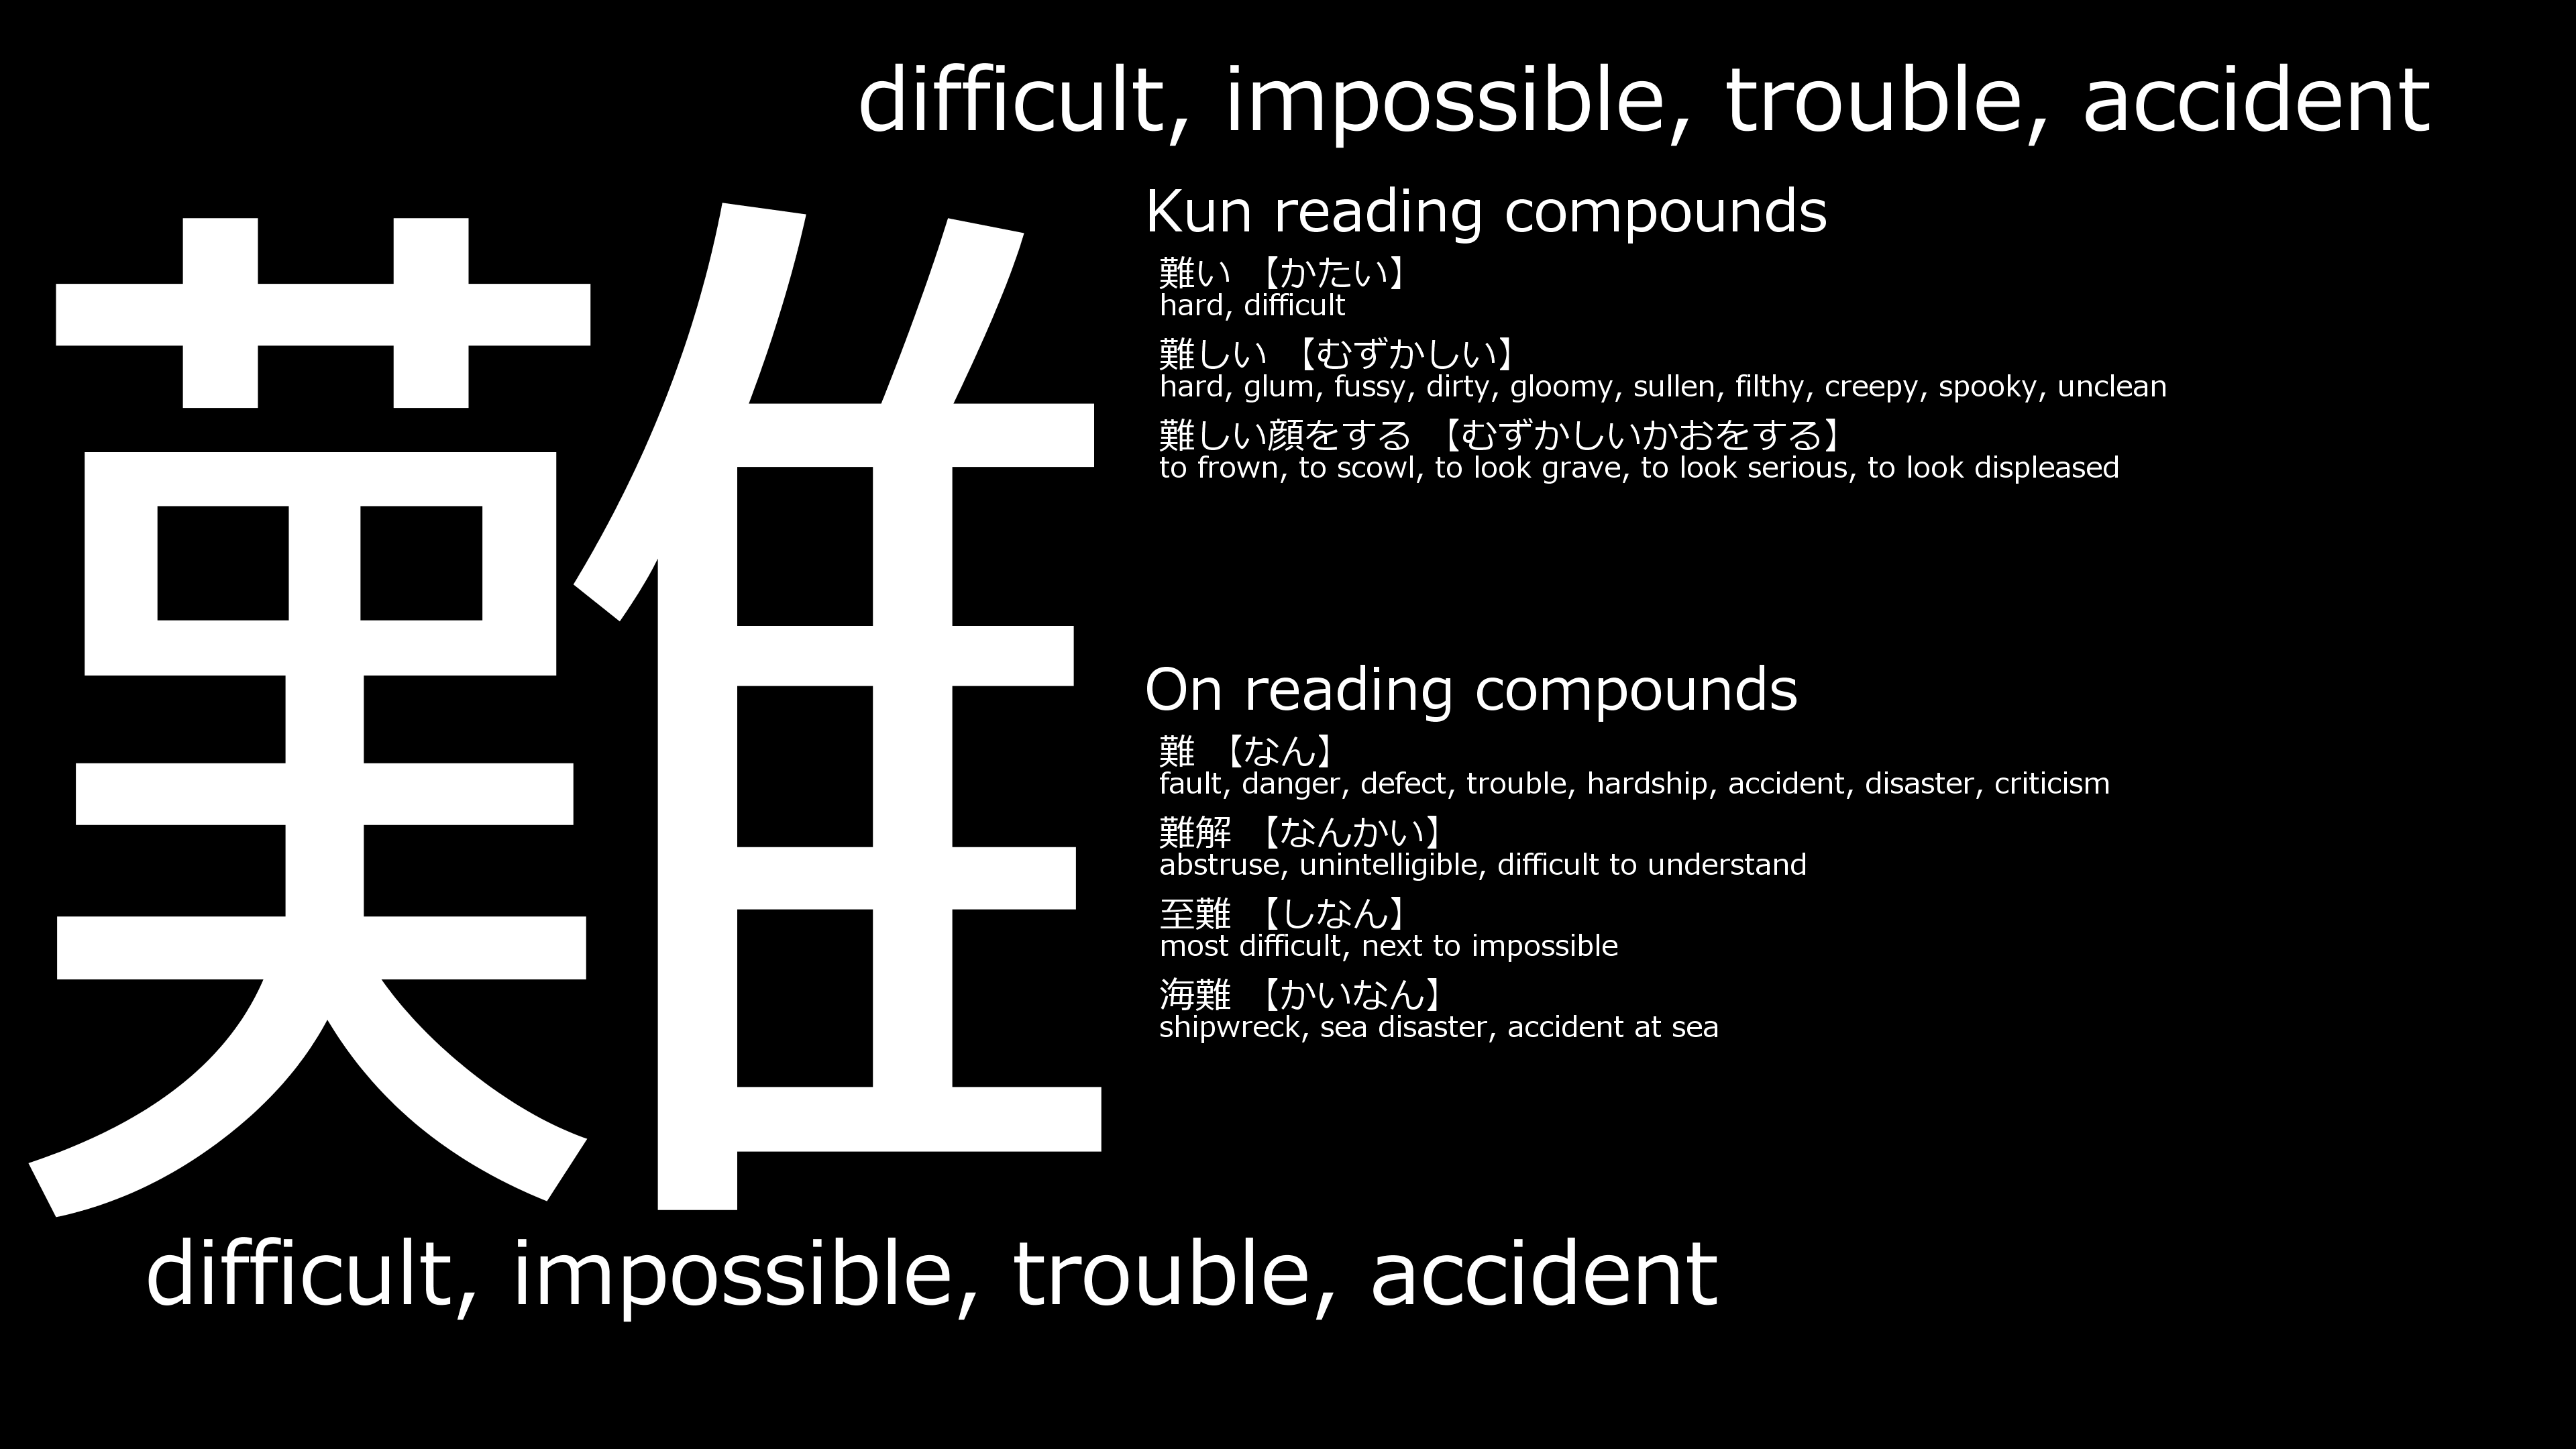 difficult, impossible, trouble, accident
難
Kun reading compounds
難い 【かたい】
hard, difficult
難しい 【むずかしい】
hard, glum, fussy, dirty, gloomy, sullen, filthy, creepy, spooky, unclean
難しい顔をする 【むずかしいかおをする】
to frown, to scowl, to look grave, to look serious, to look displeased
On reading compounds
難 【なん】
fault, danger, defect, trouble, hardship, accident, disaster, criticism
難解 【なんかい】
abstruse, unintelligible, difficult to understand
至難 【しなん】
most difficult, next to impossible
海難 【かいなん】
shipwreck, sea disaster, accident at sea
difficult, impossible, trouble, accident